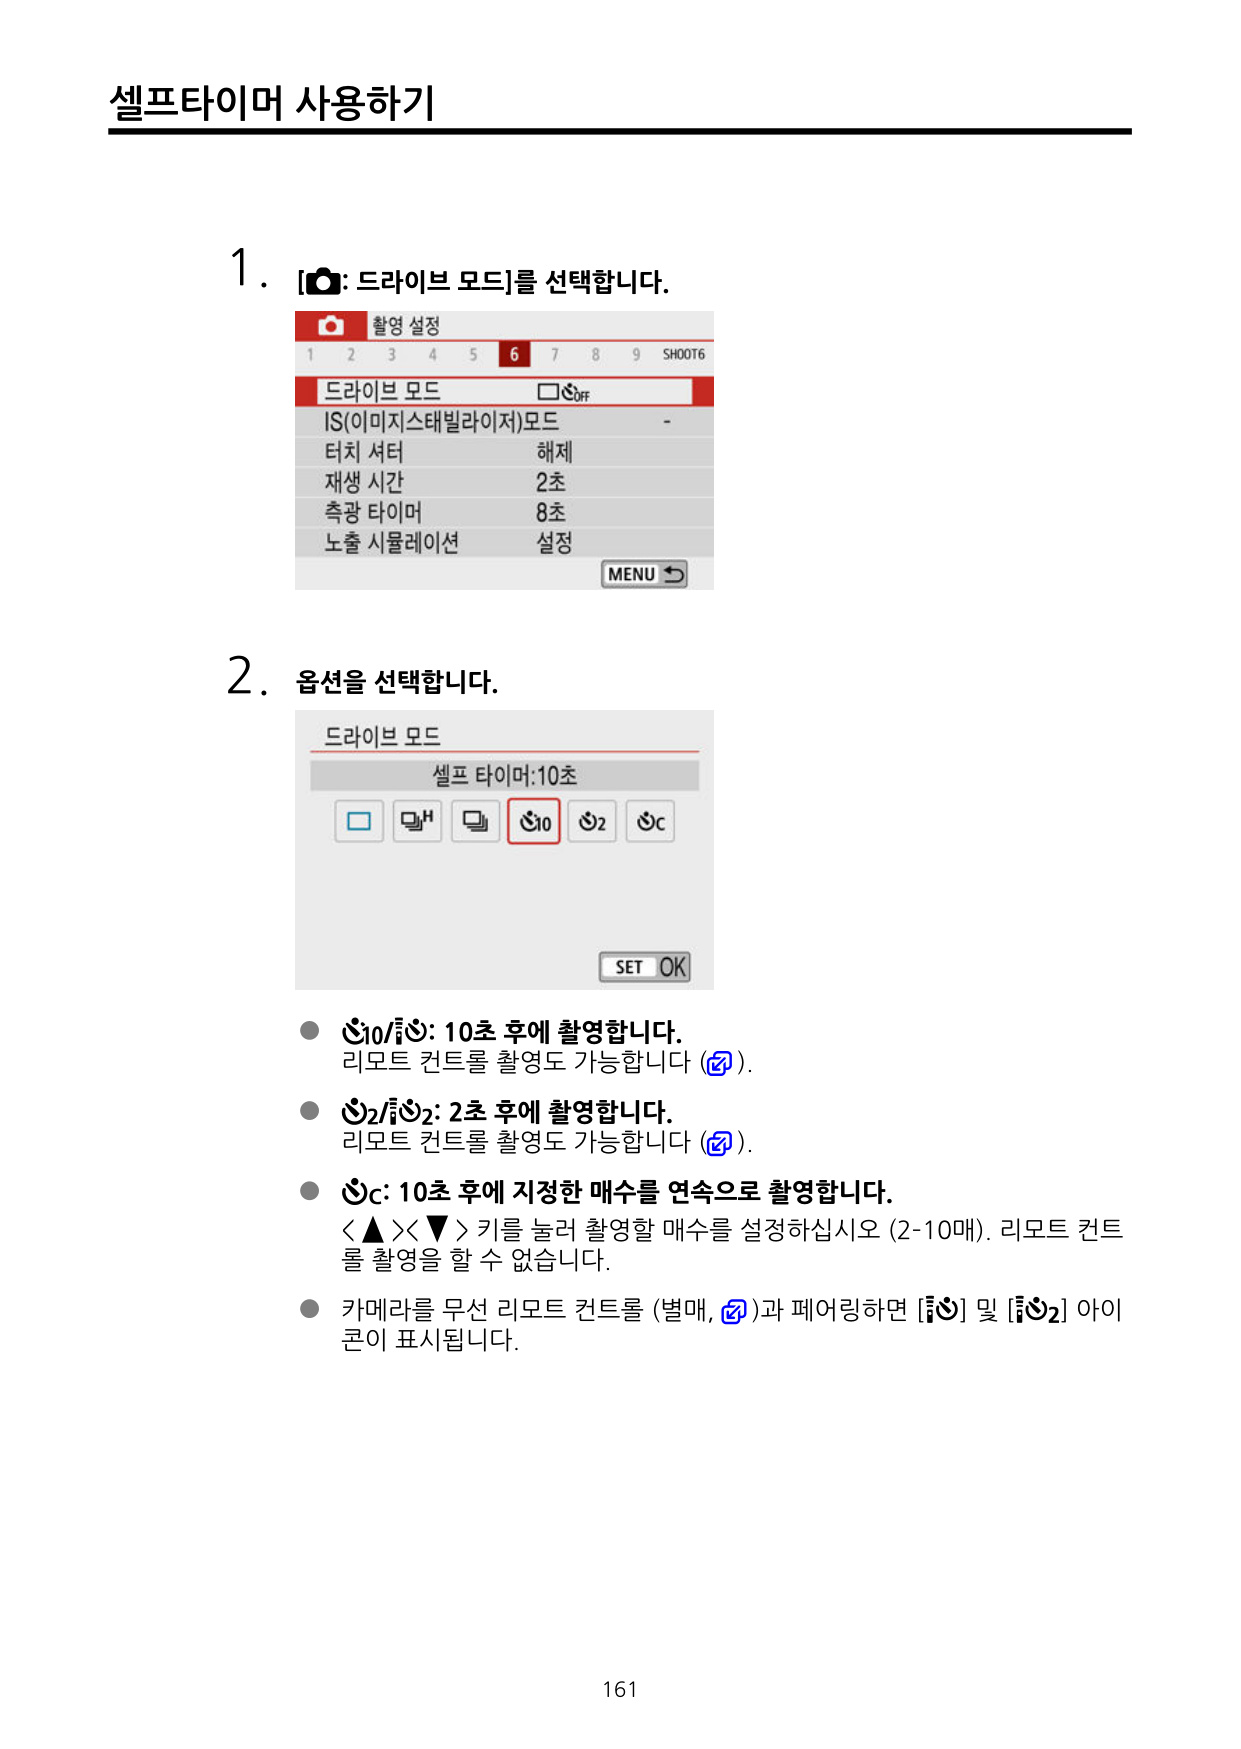 셀프타이머 사용하기
1. [: 드라이브 모드]를 선택합니다.
촬영 설정
1 2 3 4 5 6 7 8 9 SHOOT6
드라이브 모드 OFF
IS(이미지스태빌라이저)모드 -
터치 셔터 해제
재생 시간 2초
측광 타이머 8초
노출 시뮬레이션 설정
MENU
2. 옵션을 선택합니다.
드라이브 모드
셀프 타이머:10초
H 10 2 C
SET OK
● 10/: 10초 후에 촬영합니다.
리모트 컨트롤 촬영도 가능합니다 ( ).
● 2/2: 2초 후에 촬영합니다.
리모트 컨트롤 촬영도 가능합니다 ( ).
● C: 10초 후에 지정한 매수를 연속으로 촬영합니다.
< ▲ >< ▼ > 키를 눌러 촬영할 매수를 설정하십시오 (2-10매). 리모트 컨트
롤 촬영을 할 수 없습니다.
● 카메라를 무선 리모트 컨트롤 (별매, )과 페어링하면 [] 및 [2] 아이
콘이 표시됩니다.
161